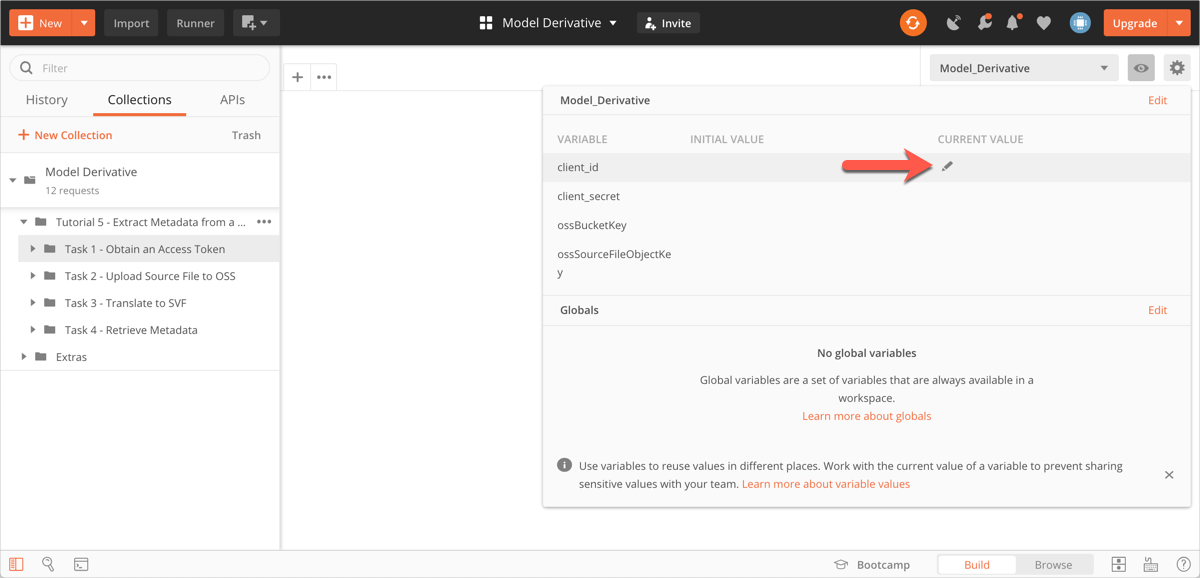 New
Import
Runner
Model Derivative
Invite
Upgrade
Filter
History
Collections
APIs
New Collection
Trash
Model Derivative
12 requests
Tutorial 5 - Extract Metadata from a ...
Task 1 - Obtain an Access Token
Task 2 - Upload Source File to OSS
Task 3 - Translate to SVF
Task 4 - Retrieve Metadata
Extras
Model_Derivative
Model_Derivative
Edit
VARIABLE
INITIAL VALUE
CURRENT VALUE
client_id
client_secret
ossBucketKey
ossSourceFileObjectKe
y
Globals
Edit
No global variables
Global variables are a set of variables that are always available in a
workspace.
Learn more about globals
Use variables to reuse values in different places. Work with the current value of a variable to prevent sharing
sensitive values with your team. Learn more about variable values
Bootcamp
Build
Browse